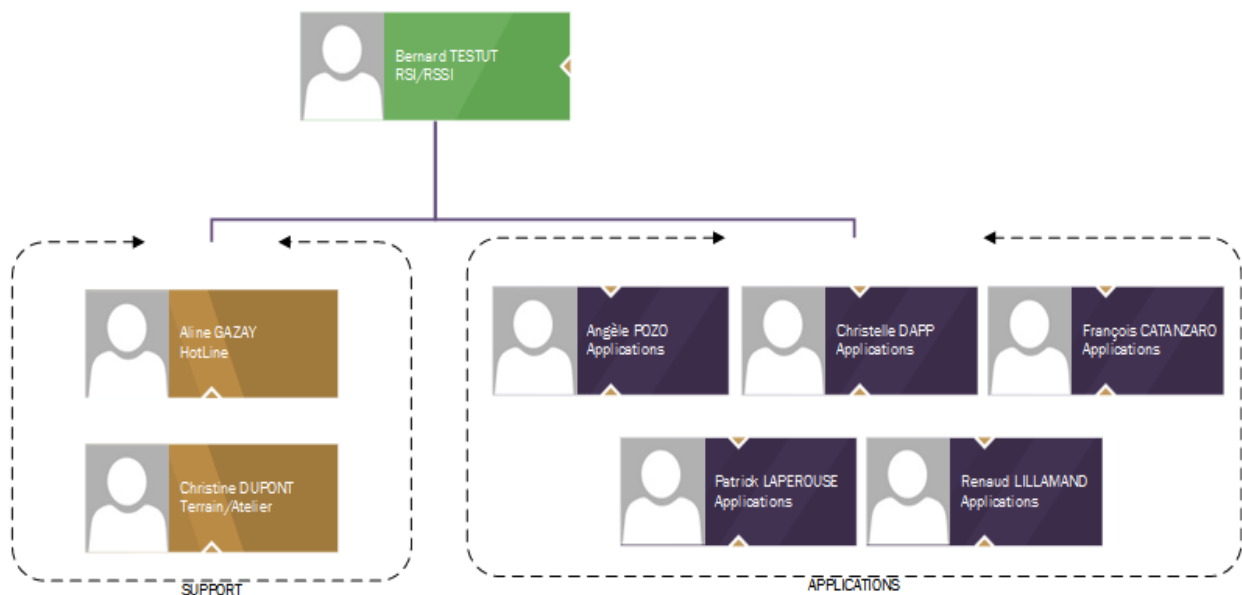 Bernard TESTUT
RSI/RSSI
Aline GAZAY
HotLine
Christine DUPONT
Terrain/Atelier
SUPPORT
Angèle POZO
Applications
Christelle DAPP
Applications
François CATANZARO
Applications
Patrick LAPEROUSE
Applications
Renaud LILLAMAND
Applications
APPLICATIONS